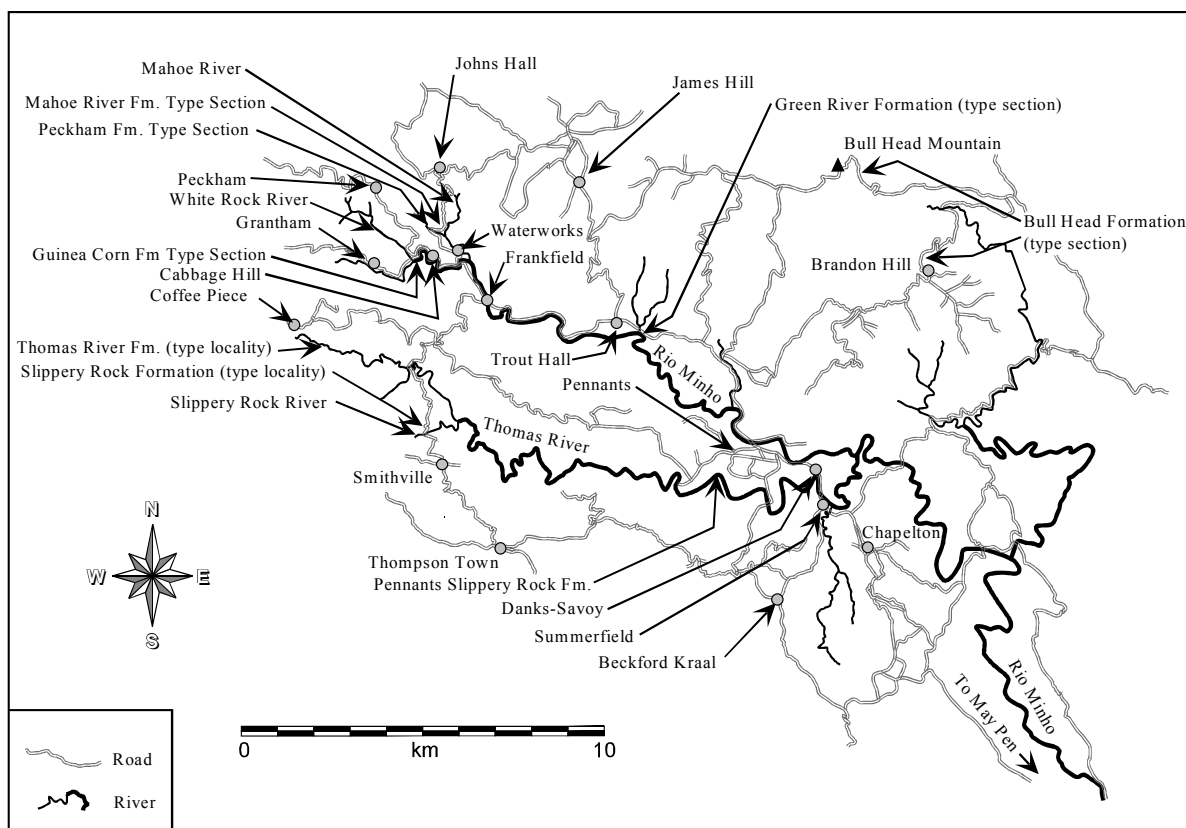 Mahoe River
Johns Hall
Mahoe River Fm. Type Section
James Hill
Peckham Fm. Type Section
Green River Formation (type section)
Bull Head Mountain
Peckham
White Rock River
Grantham
Waterworks
Bull Head Formation
(type section)
Guinea Corn Fm Type Section
Frankfield
Brandon Hill
Cabbage Hill
Coffee Piece
Thomas River Fm. (type locality)
Trout Hall
Rio Minho
Slippery Rock Formation (type locality)
Pennants
Slippery Rock River
Thomas River
Smithville
N
W
E
S
Chapelton
Thompson Town
Pennants Slippery Rock Fm.
Danks-Savoy
Summerfield
Beckford Kraal
Rio Minho
To May Pen
0
km
10
Road
River